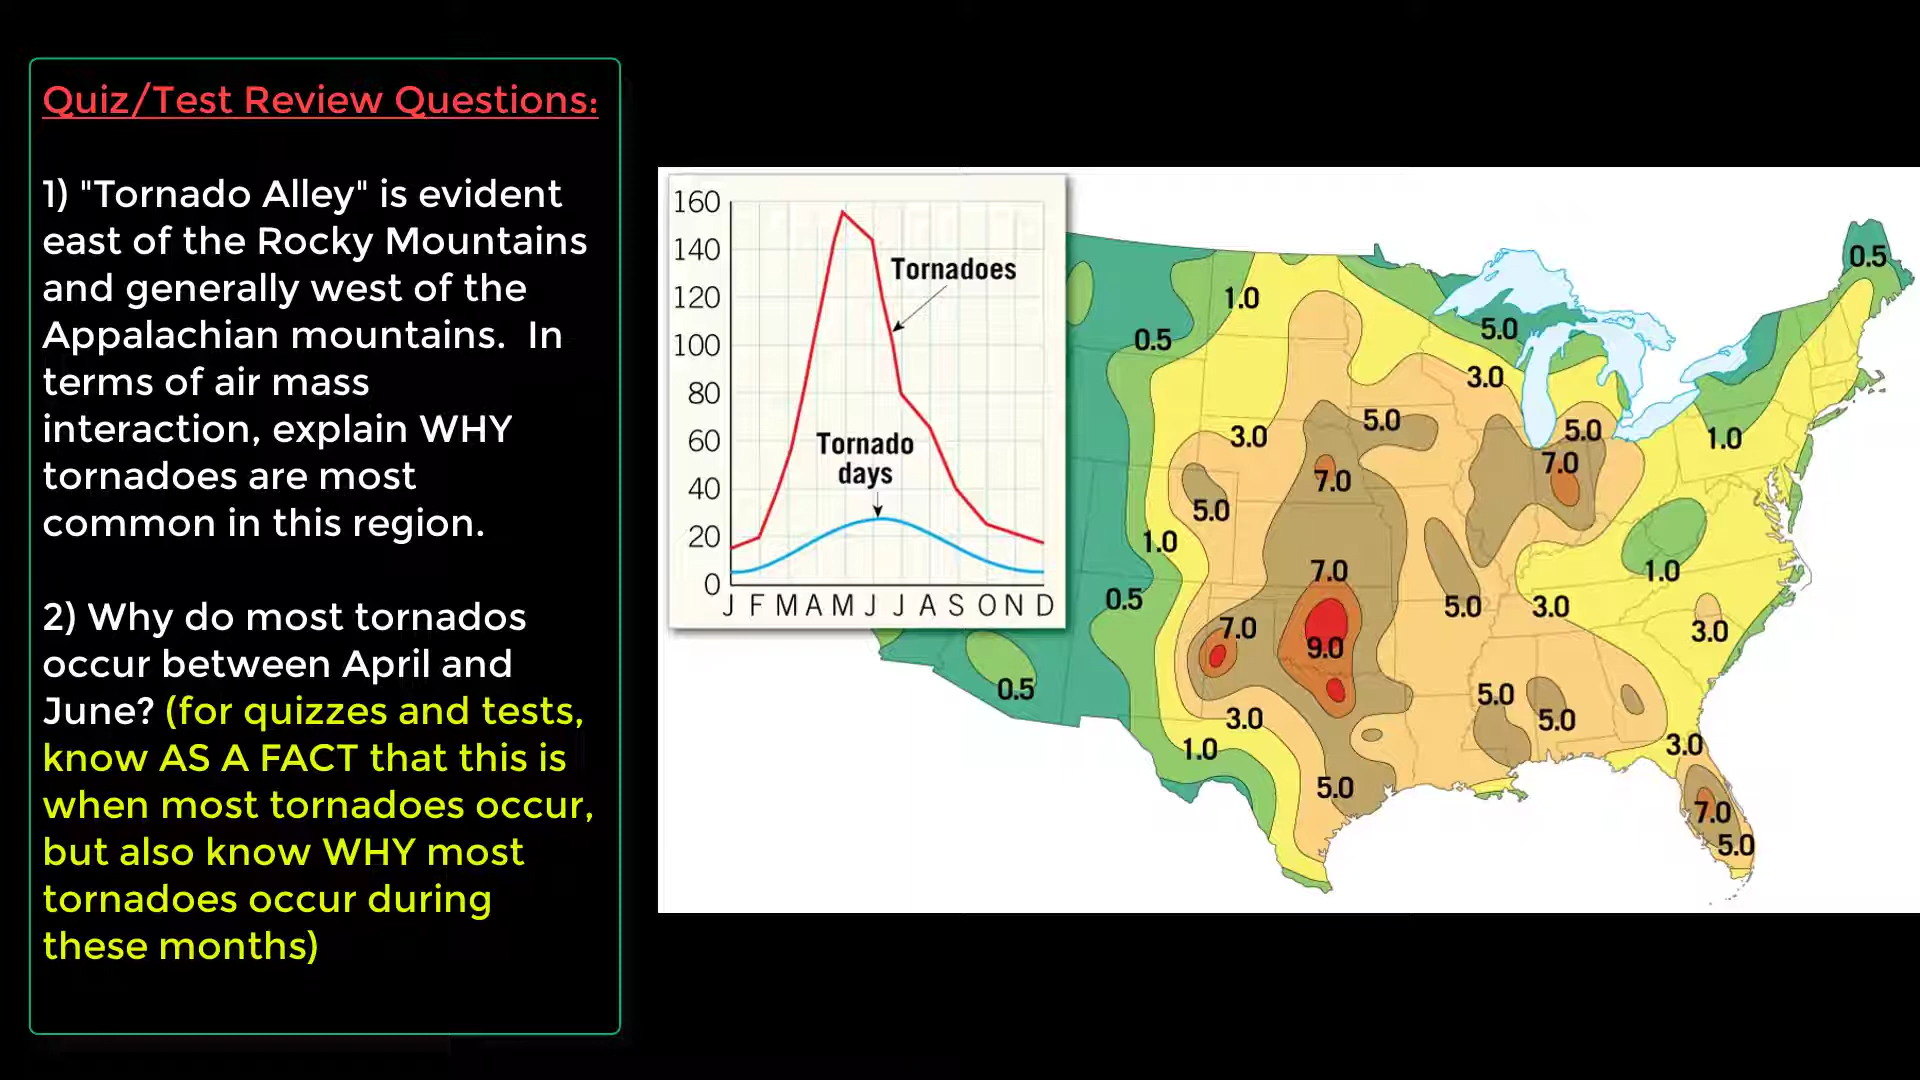 Quiz/Test Review Questions:
1) "Tornado Alley" is evident
east of the Rocky Mountains
and generally west of the
Appalachian mountains.  In
terms of air mass
interaction, explain WHY
tornadoes are most
common in this region.
2) Why do most tornados
occur between April and
June? (for quizzes and tests,
know AS A FACT that this is
when most tornadoes occur,
but also know WHY most
tornadoes occur during
these months)
160
140
120
100
80
60
40
20
0
J F M A M J J A S O N D
Tornadoes
Tornado
days
0.5
1.0
5.0
0.5
3.0
5.0
5.0
3.0
1.0
7.0
7.0
5.0
1.0
7.0
1.0
0.5
5.0
3.0
7.0
3.0
9.0
0.5
5.0
3.0
5.0
3.0
1.0
5.0
7.0
5.0